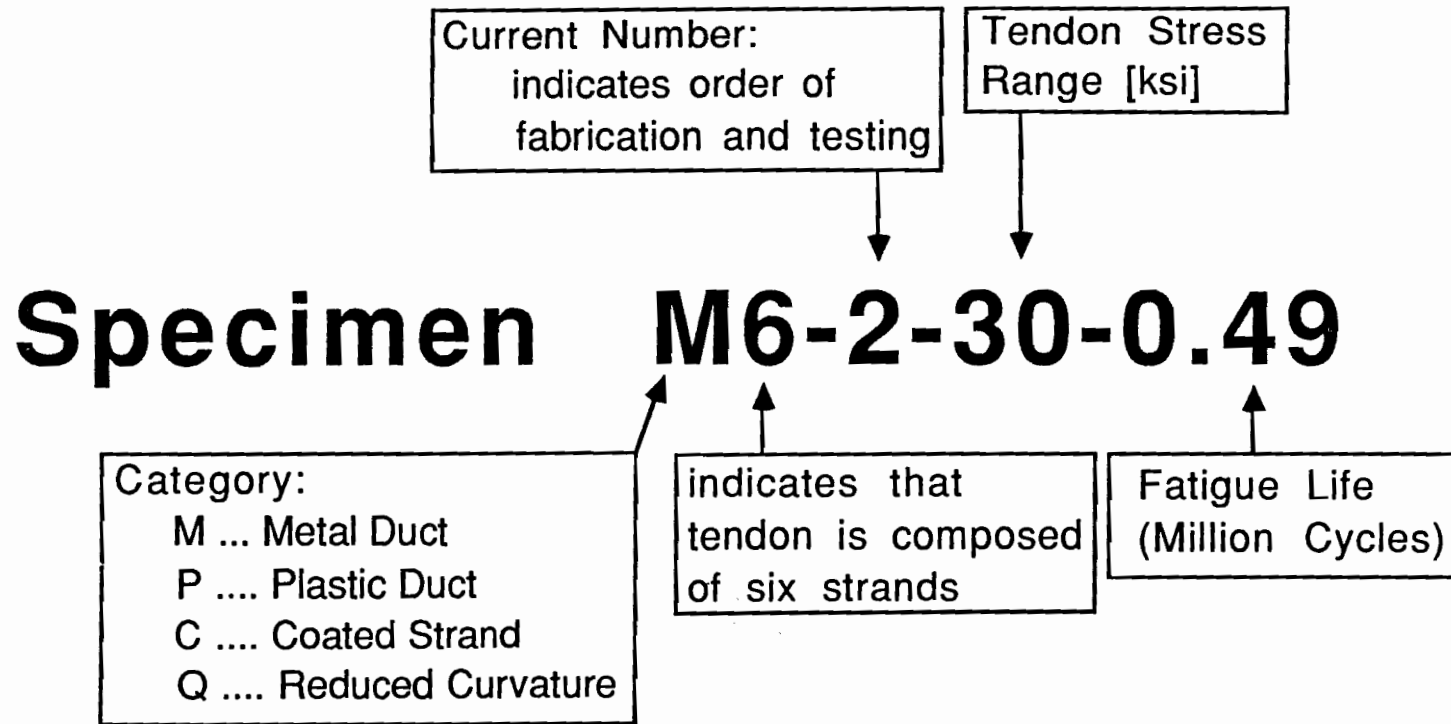 Current Number:
indicates order of
fabrication and testing
Tendon Stress
Range [ksi]
Specimen M6-2-30-0.49
Category:
M ... Metal Duct
P .... Plastic Duct
C .... Coated Strand
Q .... Reduced Curvature
indicates that
tendon is composed
of six strands
Fatigue Life
(Million Cycles)